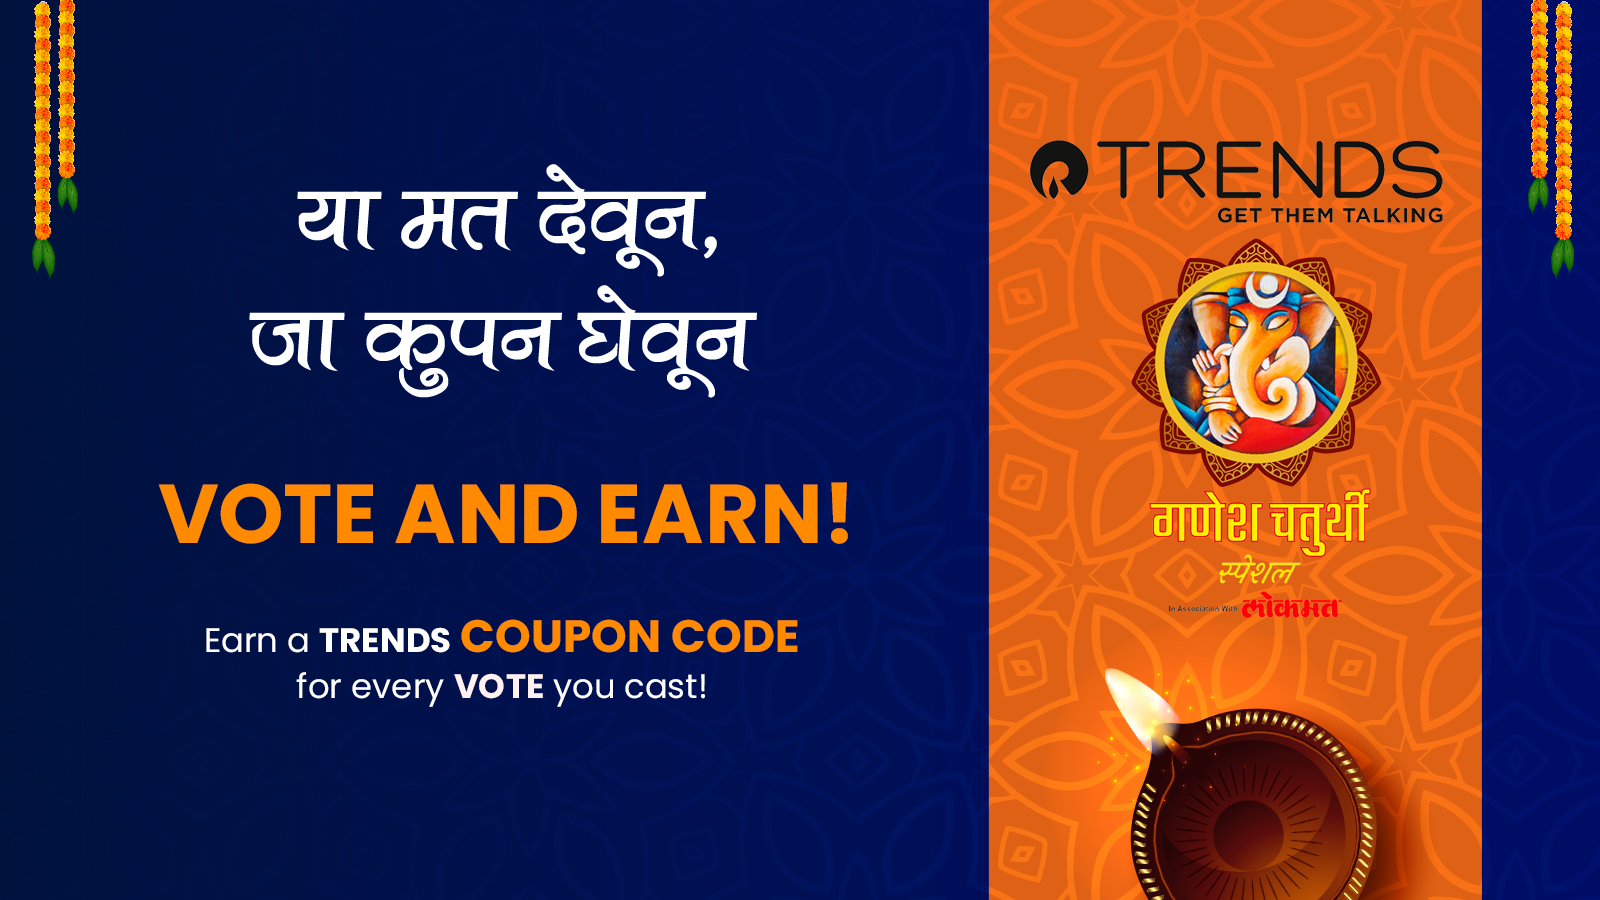 या मत देवून,
जा कुपन घेवून
VOTE AND EARN!
Earn a TRENDS COUPON CODE
for every VOTE you cast!
TRENDS
GET THEM TALKING
गणेश चतुर्थी
स्पेशल
In Association With लोकमत